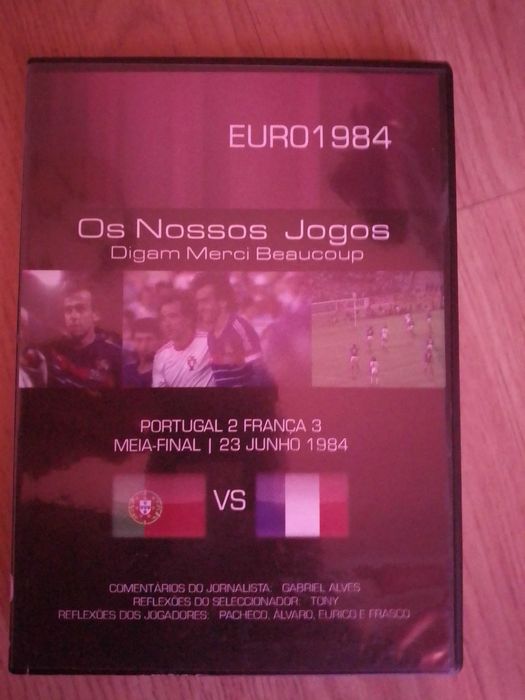 EURO1984
Os Nossos Jogos
Digam Merci Beaucoup
PORTUGAL 2 FRANÇA 3
MEIA-FINAL | 23 JUNHO 1984
VS
COMENTÁRIOS DO JORNALISTA: GABRIEL ALVES
REFLEXÕES DO SELECCIONADOR: TONY
REFLEXÕES DOS JOGADORES: PACHECO, ÁLVARO, EURICO E FRASCO